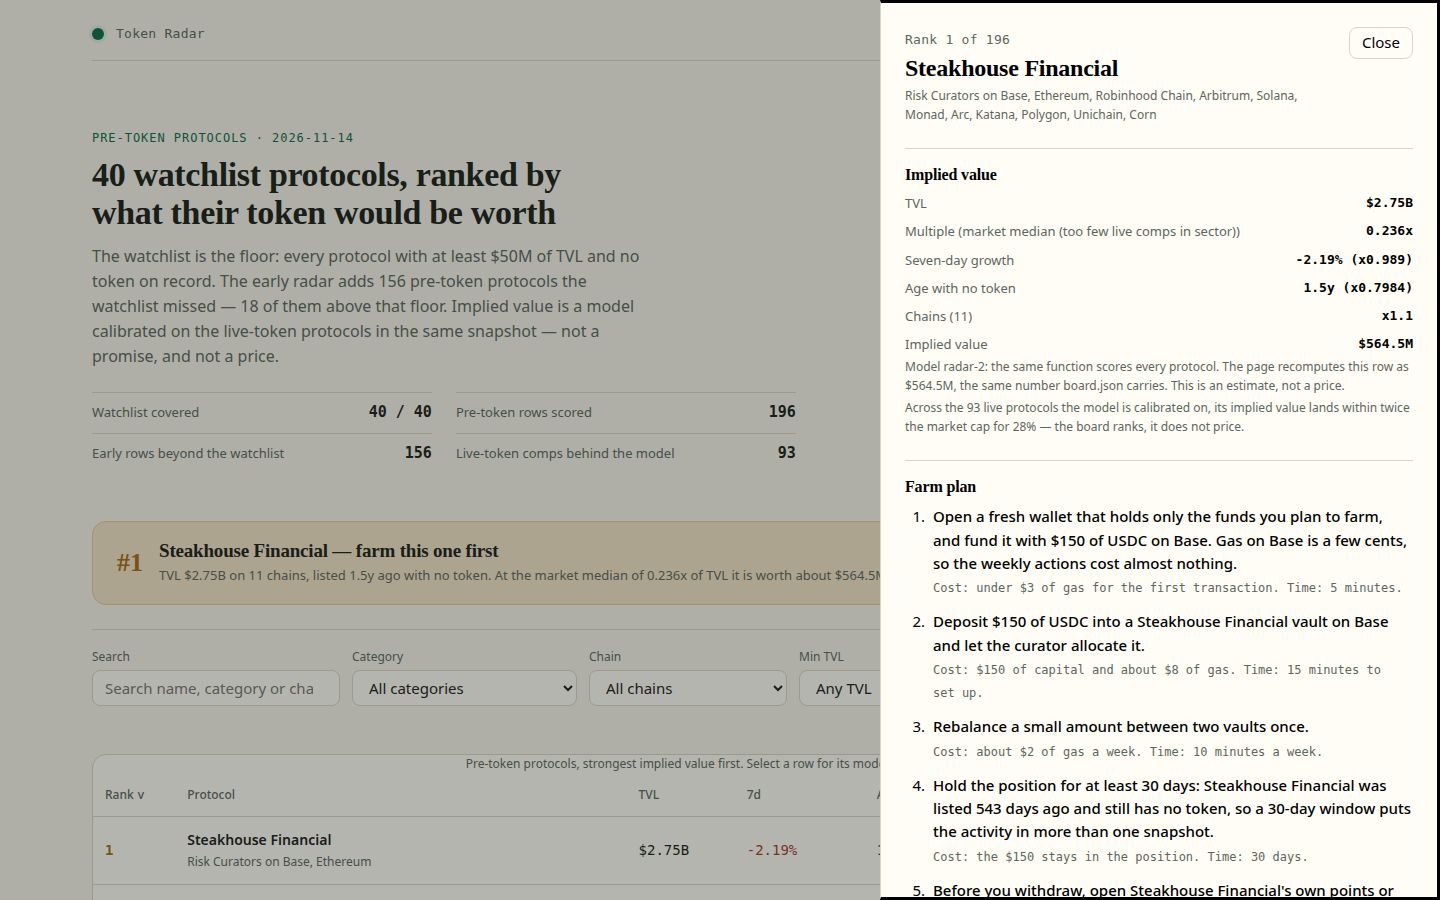 Token Radar
PRE-TOKEN PROTOCOLS · 2026-11-14
40 watchlist protocols, ranked by
what their token would be worth
The watchlist is the floor: every protocol with at least $50M of TVL and no
token on record. The early radar adds 156 pre-token protocols the
watchlist missed — 18 of them above that floor. Implied value is a model
calibrated on the live-token protocols in the same snapshot — not a
promise, and not a price.
Watchlist covered 40 / 40
Pre-token rows scored 196
Early rows beyond the watchlist 156
Live-token comps behind the model 93
#1
Steakhouse Financial — farm this one first
TVL $2.75B on 11 chains, listed 1.5y ago with no token. At the market median of 0.236x of TVL it is worth about $564.5M
Search
Category
Chain
Min TVL
Search name, category or cha
All categories
All chains
Any TVL
Pre-token protocols, strongest implied value first. Select a row for its mode
Rank v
Protocol
TVL
7d
1
Steakhouse Financial
Risk Curators on Base, Ethereum
$2.75B
-2.19%
Rank 1 of 196
Close
Steakhouse Financial
Risk Curators on Base, Ethereum, Robinhood Chain, Arbitrum, Solana,
Monad, Arc, Katana, Polygon, Unichain, Corn
Implied value
TVL $2.75B
Multiple (market median (too few live comps in sector)) 0.236x
Seven-day growth -2.19% (x0.989)
Age with no token 1.5y (x0.7984)
Chains (11) x1.1
Implied value $564.5M
Model radar-2: the same function scores every protocol. The page recomputes this row as
$564.5M, the same number board.json carries. This is an estimate, not a price.
Across the 93 live protocols the model is calibrated on, its implied value lands within twice
the market cap for 28% — the board ranks, it does not price.
Farm plan
1. Open a fresh wallet that holds only the funds you plan to farm,
and fund it with $150 of USDC on Base. Gas on Base is a few cents,
so the weekly actions cost almost nothing.
Cost: under $3 of gas for the first transaction. Time: 5 minutes.
2. Deposit $150 of USDC into a Steakhouse Financial vault on Base
and let the curator allocate it.
Cost: $150 of capital and about $8 of gas. Time: 15 minutes to
set up.
3. Rebalance a small amount between two vaults once.
Cost: about $2 of gas a week. Time: 10 minutes a week.
4. Hold the position for at least 30 days: Steakhouse Financial was
listed 543 days ago and still has no token, so a 30-day window puts
the activity in more than one snapshot.
Cost: the $150 stays in the position. Time: 30 days.
5. Before you withdraw, open Steakhouse Financial's own points or